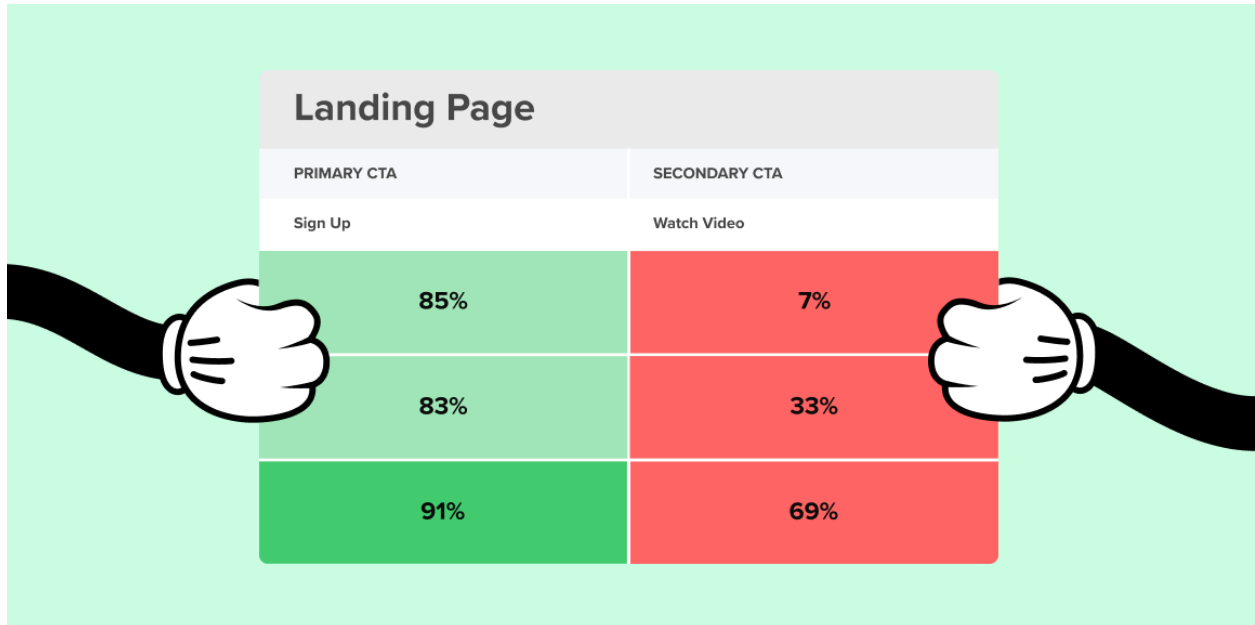 Landing Page
PRIMARY CTA SECONDARY CTA
Sign Up Watch Video
85% 7%
83% 33%
91% 69%